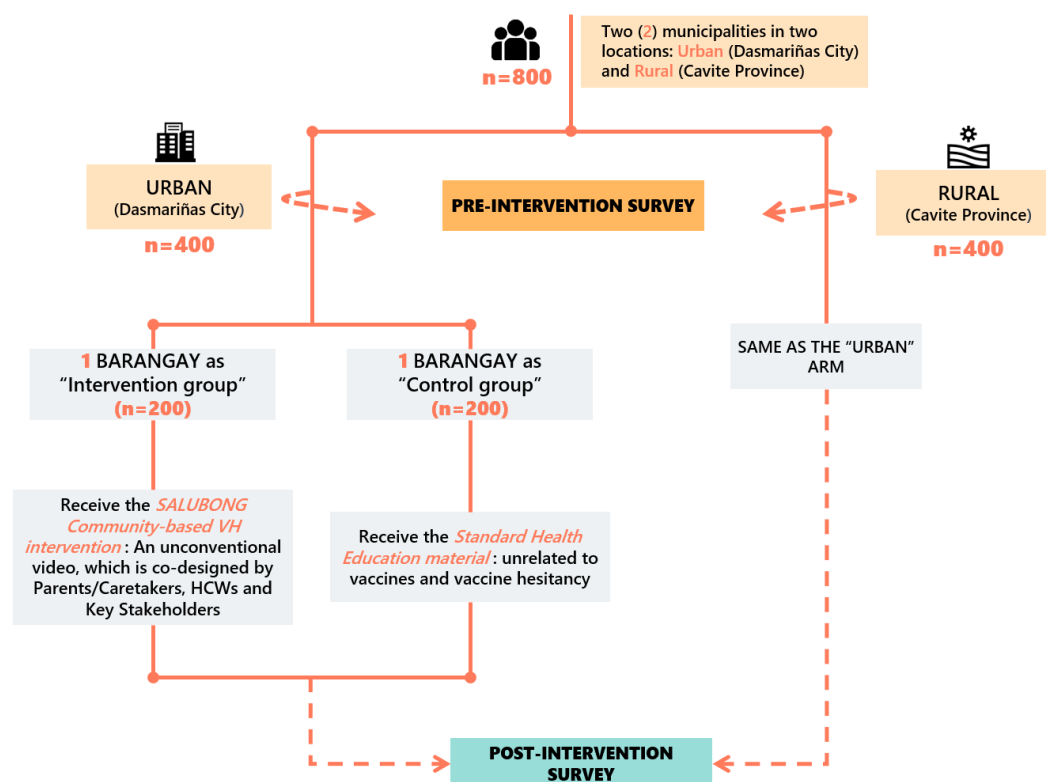 Two (2) municipalities in two
locations: Urban (Dasmariñas City)
and Rural (Cavite Province)
n=800
URBAN
(Dasmariñas City)
n=400
PRE-INTERVENTION SURVEY
RURAL
(Cavite Province)
n=400
1 BARANGAY as
“Intervention group”
(n=200)
1 BARANGAY as
“Control group”
(n=200)
SAME AS THE “URBAN”
ARM
Receive the SALUBONG
Community-based VH
intervention: An unconventional
video, which is co-designed by
Parents/Caretakers, HCWs and
Key Stakeholders
Receive the Standard Health
Education material: unrelated to
vaccines and vaccine hesitancy
POST-INTERVENTION
SURVEY